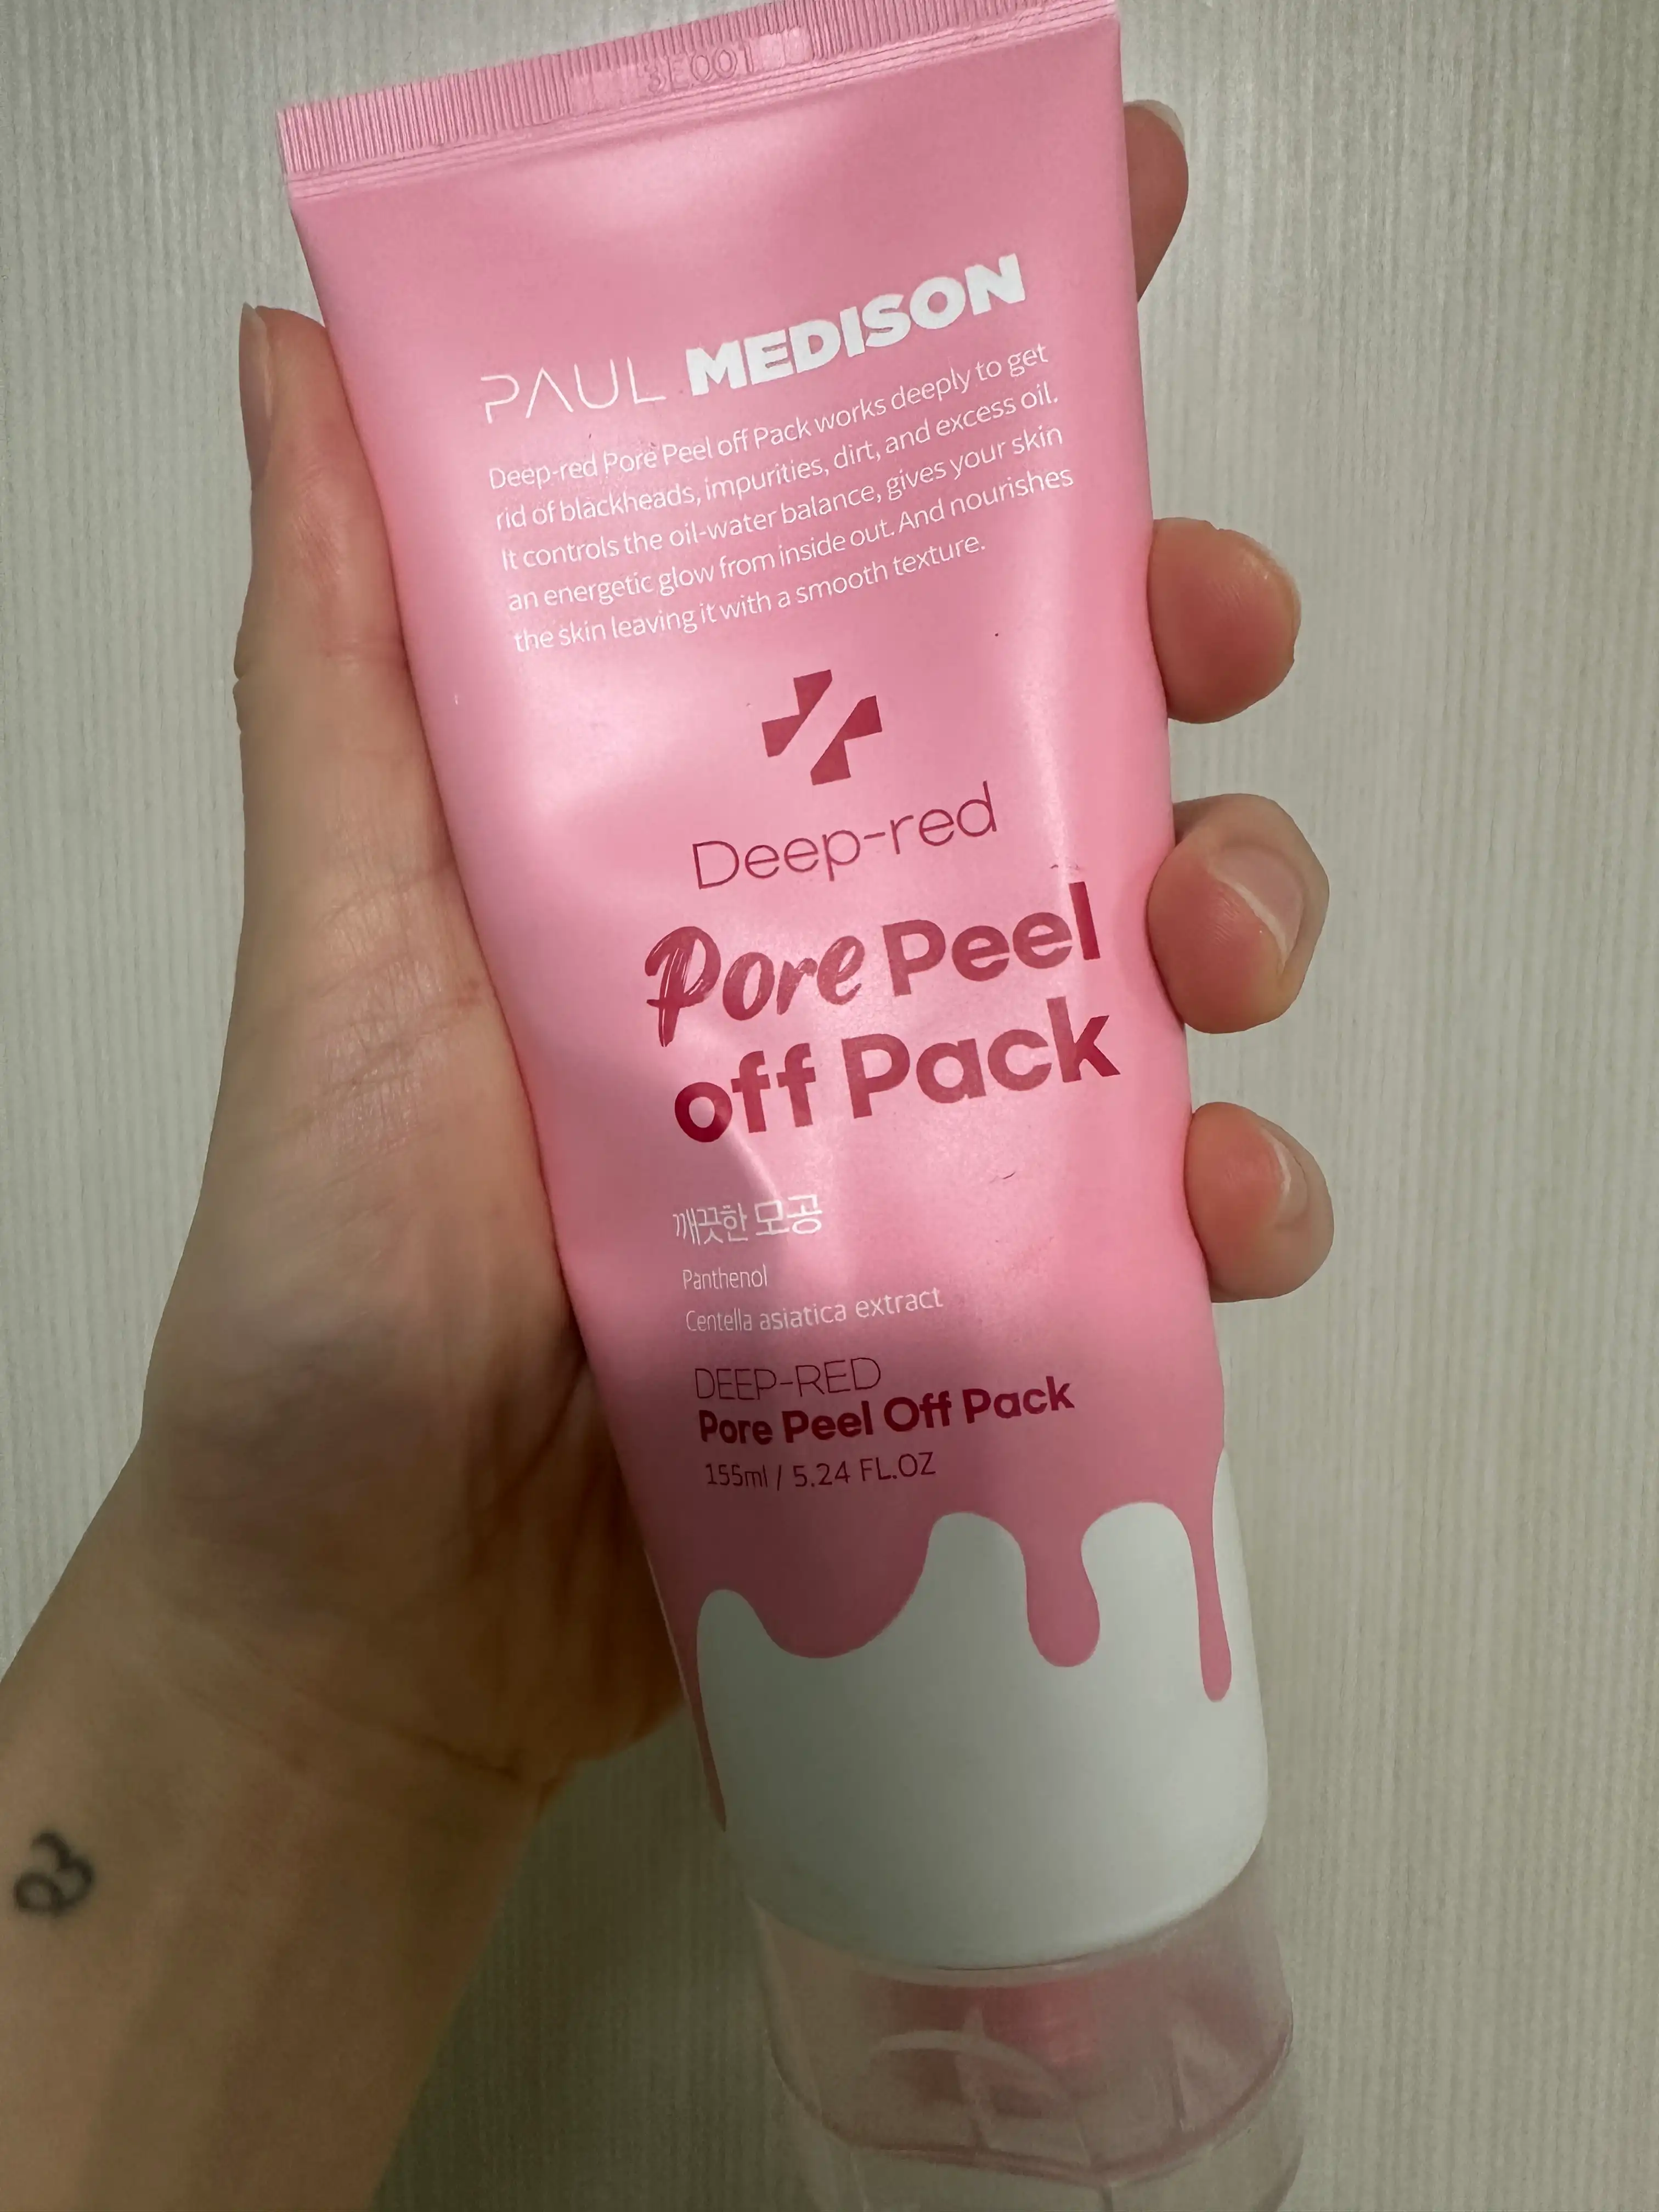 3E001
PAUL MEDISON
Deep-red Pore Peel off Pack works deeply to get
rid of blackheads, impurities, dirt, and excess oil.
It controls the oil-water balance, gives your skin
an energetic glow from inside out. And nourishes
the skin leaving it with a smooth texture.
Deep-red
Pore Peel
off Pack
깨끗한 모공
Panthenol
Centella asiatica extract
DEEP-RED
Pore Peel Off Pack
155ml / 5.24 FL.OZ